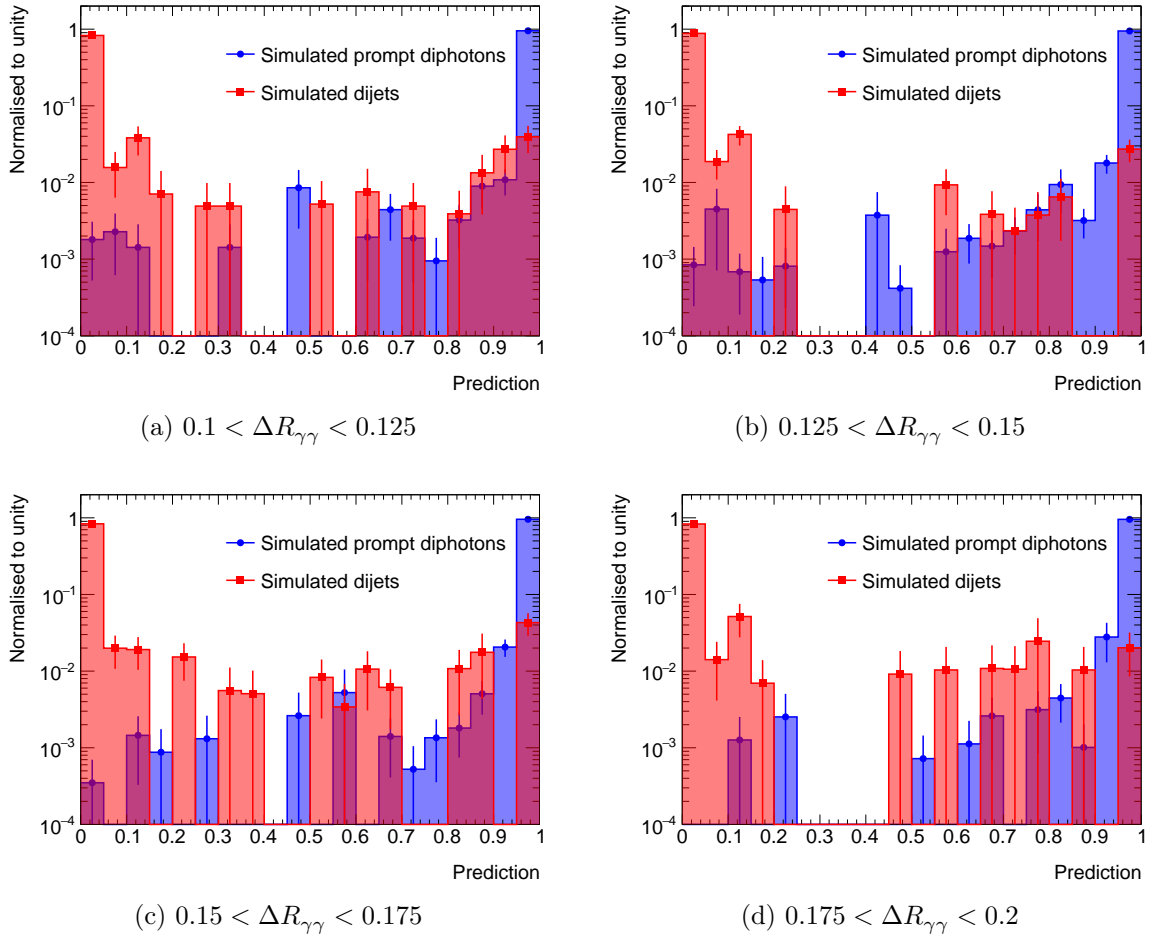 Normalised to unity
1
10⁻¹
10⁻²
10⁻³
10⁻⁴
Simulated prompt diphotons
Simulated dijets
0 0.1 0.2 0.3 0.4 0.5 0.6 0.7 0.8 0.9 1
Prediction
(a) 0.1 < ΔRγγ < 0.125
Normalised to unity
1
10⁻¹
10⁻²
10⁻³
10⁻⁴
Simulated prompt diphotons
Simulated dijets
0 0.1 0.2 0.3 0.4 0.5 0.6 0.7 0.8 0.9 1
Prediction
(b) 0.125 < ΔRγγ < 0.15
Normalised to unity
1
10⁻¹
10⁻²
10⁻³
10⁻⁴
Simulated prompt diphotons
Simulated dijets
0 0.1 0.2 0.3 0.4 0.5 0.6 0.7 0.8 0.9 1
Prediction
(c) 0.15 < ΔRγγ < 0.175
Normalised to unity
1
10⁻¹
10⁻²
10⁻³
10⁻⁴
Simulated prompt diphotons
Simulated dijets
0 0.1 0.2 0.3 0.4 0.5 0.6 0.7 0.8 0.9 1
Prediction
(d) 0.175 < ΔRγγ < 0.2